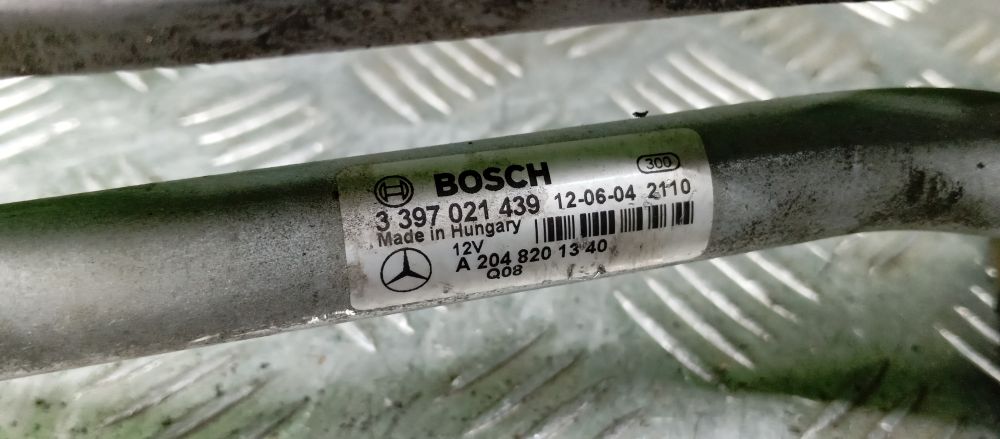 BOSCH 300
3 397 021 439 12-06-04 2110
Made in Hungary
12V
A 204 820 13 40
Q08